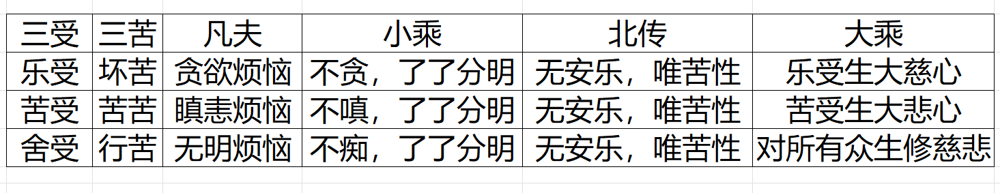 三受 三苦 凡夫 小乘 北传 大乘
乐受 坏苦 贪欲烦恼 不贪，了了分明 无安乐，唯苦性 乐受生大慈心
苦受 苦苦 瞋恚烦恼 不嗔，了了分明 无安乐，唯苦性 苦受生大悲心
舍受 行苦 无明烦恼 不痴，了了分明 无安乐，唯苦性 对所有众生修慈悲